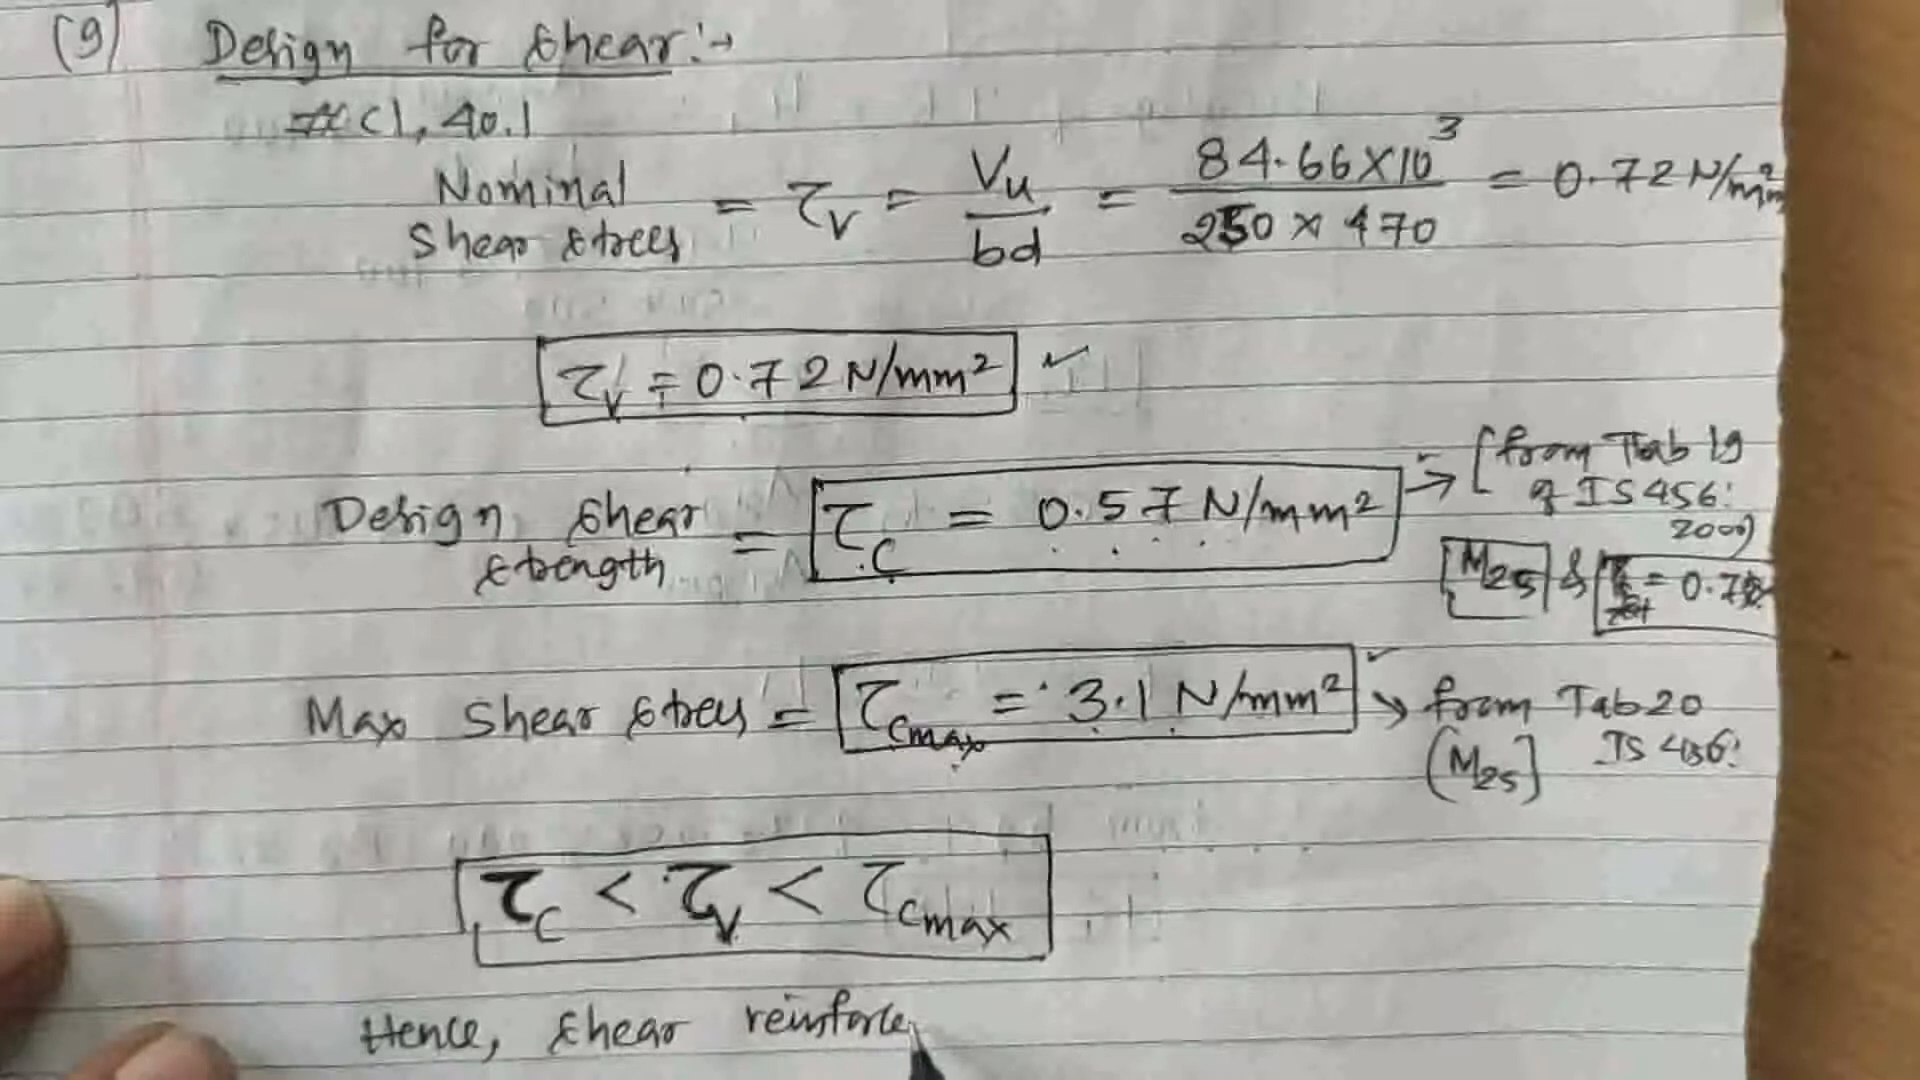 (9) Design for shear:→
# Cl, 40.1
Nominal Shear stress = τv = Vu / bd = 84.66×10³ / 250 × 470 = 0.72 N/mm²
τv = 0.72 N/mm² ✓
Design shear strength = τc = 0.57 N/mm² → [from Tab 19
of IS 456:
2000)
M25 & = 0.7
Max Shear stress = τcmax = 3.1 N/mm² → from Tab 20
(M25] IS 456:
τc < τv < τcmax
Hence, shear reinforce